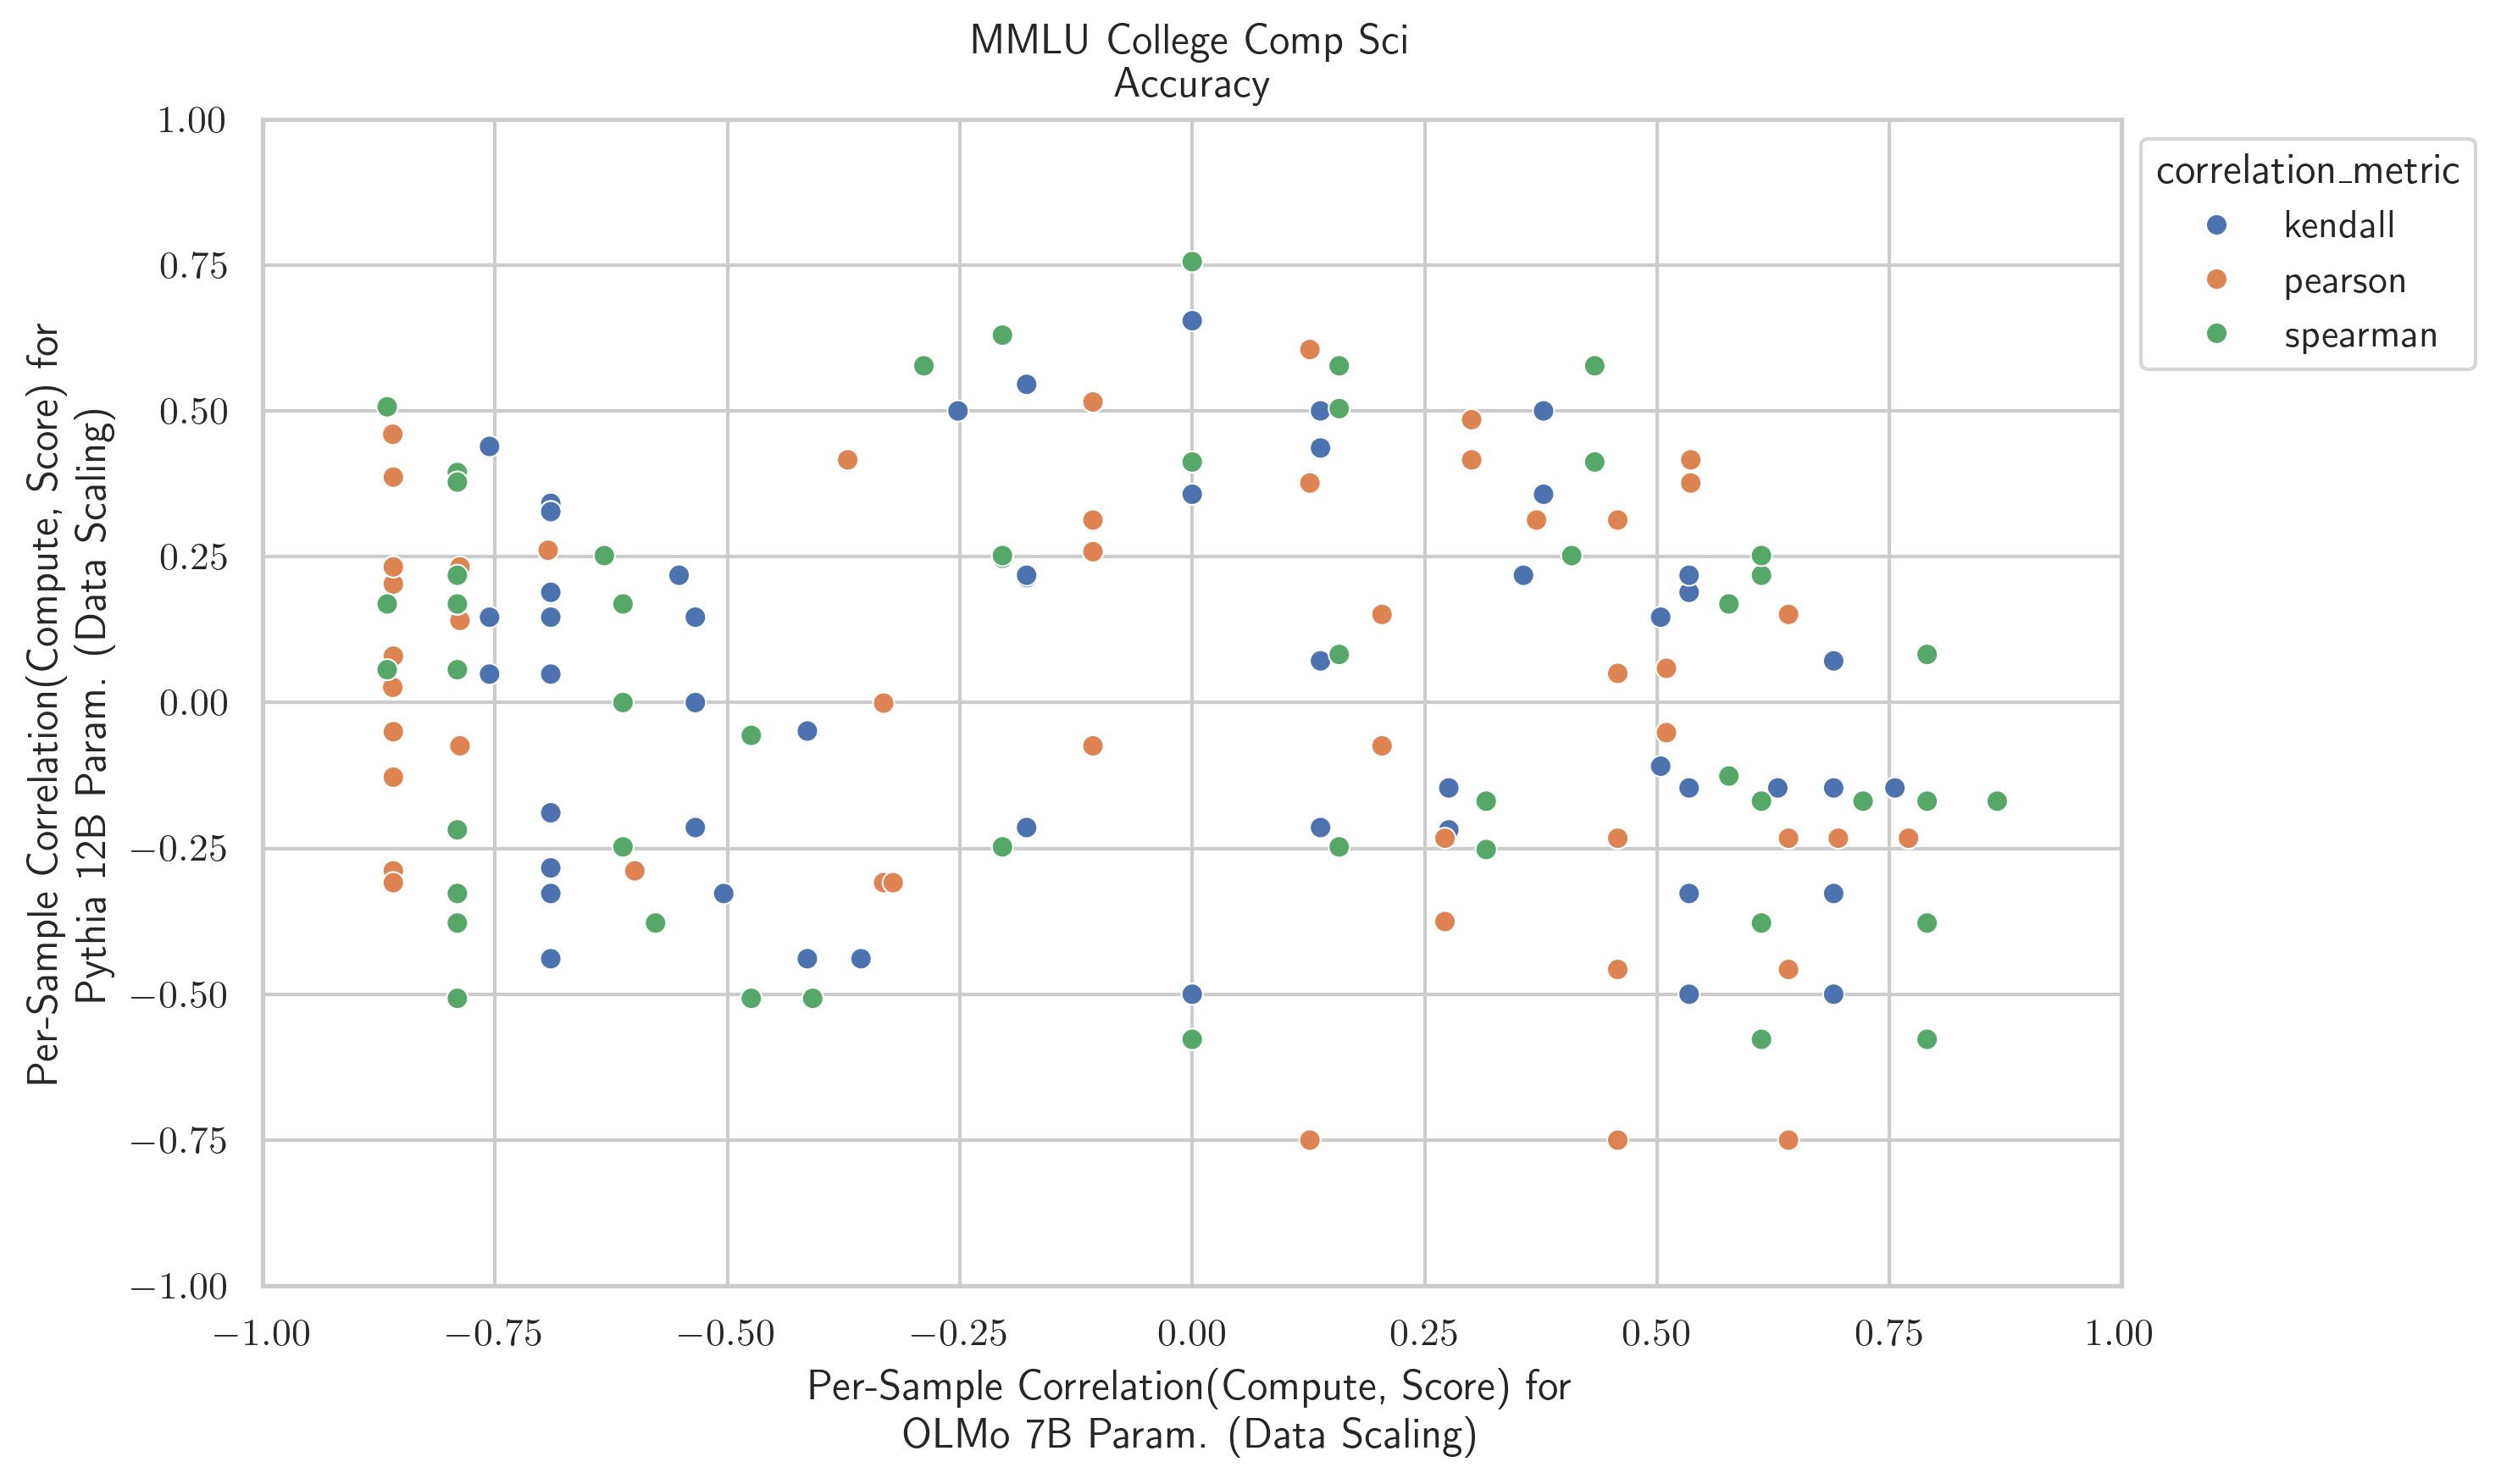 MMLU College Comp Sci
Accuracy
1.00
0.75
0.50
0.25
0.00
−0.25
−0.50
−0.75
−1.00
Per-Sample Correlation(Compute, Score) for
Pythia 12B Param. (Data Scaling)
correlation_metric
kendall
pearson
spearman
−1.00 −0.75 −0.50 −0.25 0.00 0.25 0.50 0.75 1.00
Per-Sample Correlation(Compute, Score) for
OLMo 7B Param. (Data Scaling)